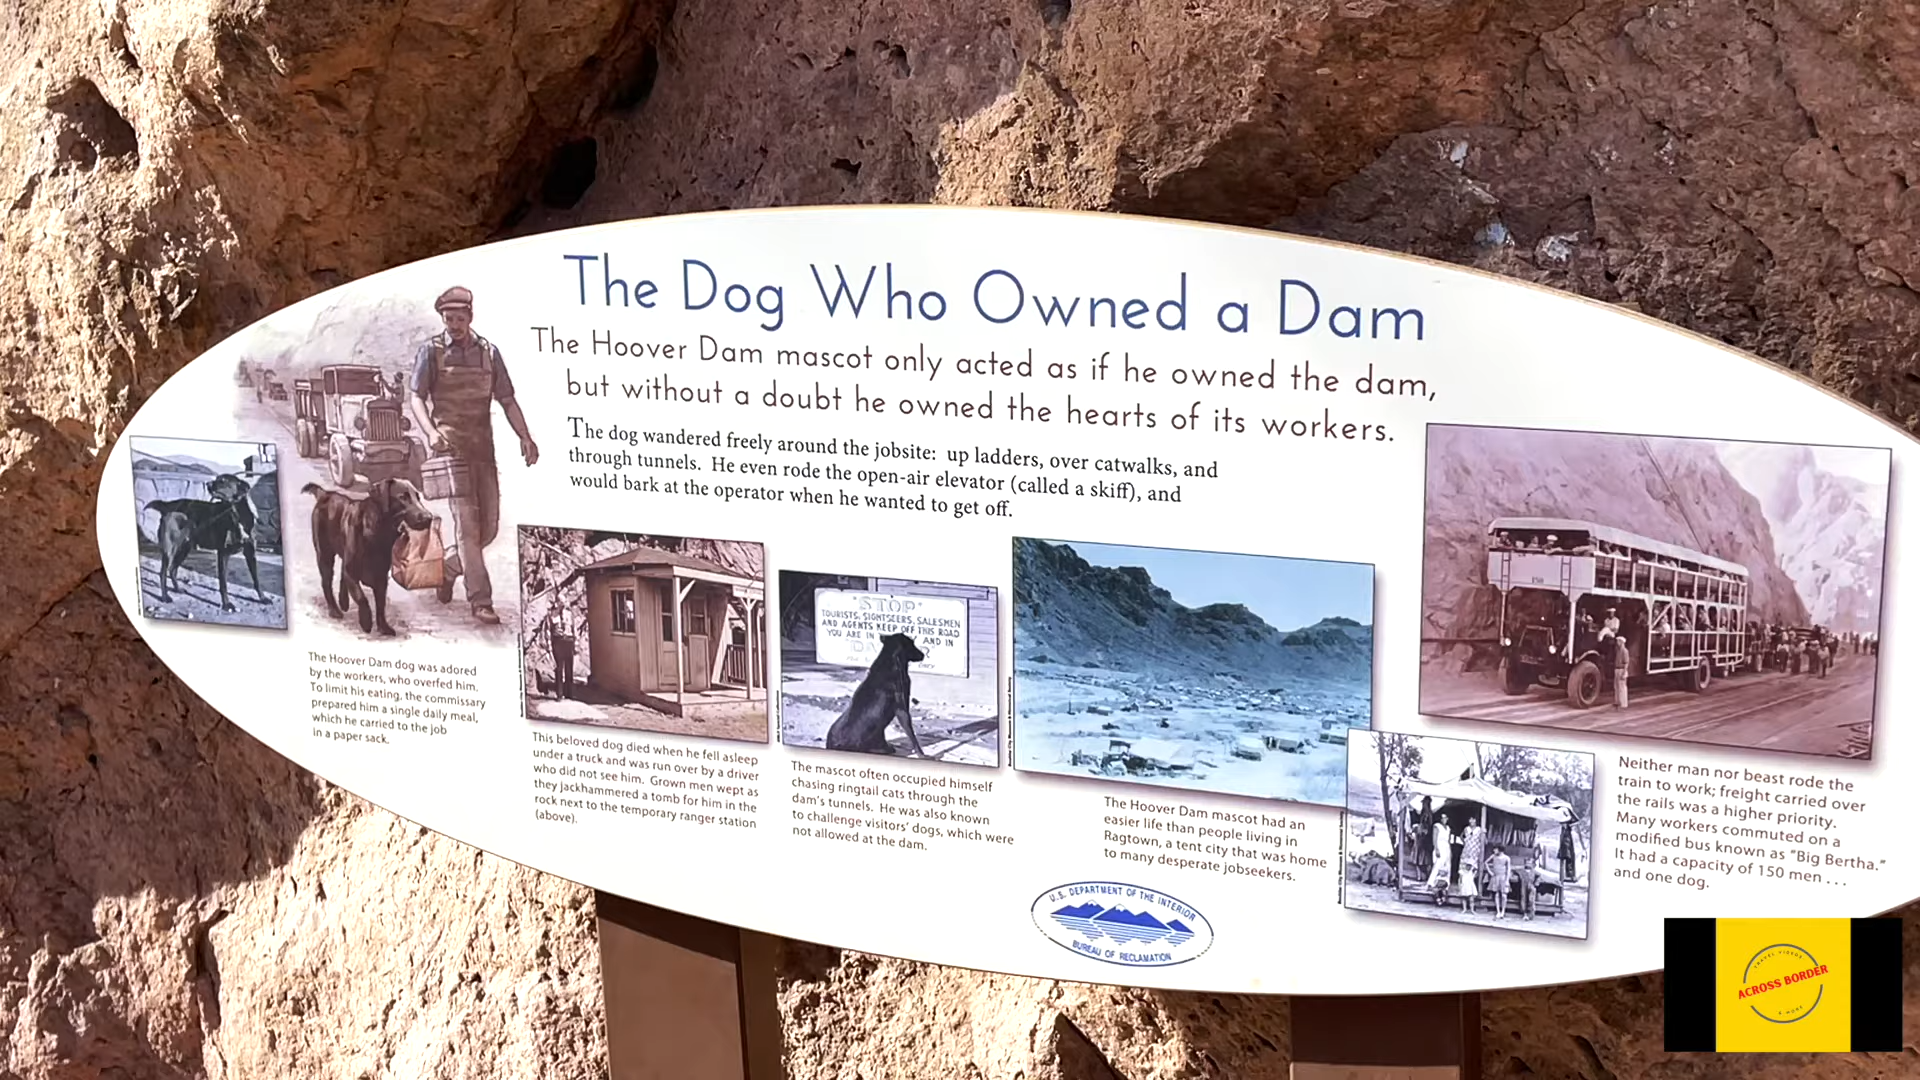 The Dog Who Owned a Dam
The Hoover Dam mascot only acted as if he owned the dam,
but without a doubt he owned the hearts of its workers.
The dog wandered freely around the jobsite: up ladders, over catwalks, and
through tunnels. He even rode the open-air elevator (called a skiff), and
would bark at the operator when he wanted to get off.
The Hoover Dam dog was adored
by the workers, who overfed him.
To limit his eating, the commissary
prepared him a single daily meal,
which he carried to the job
in a paper sack.
This beloved dog died when he fell asleep
under a truck and was run over by a driver
who did not see him. Grown men wept as
they jackhammered a tomb for him in the
rock next to the temporary ranger station
(above).
"STOP"
TOURISTS, SIGHTSEERS, SALESMEN
AND AGENTS KEEP OFF THIS ROAD
YOU ARE IN AND IN
The mascot often occupied himself
chasing ringtail cats through the
dam's tunnels. He was also known
to challenge visitors' dogs, which were
not allowed at the dam.
The Hoover Dam mascot had an
easier life than people living in
Ragtown, a tent city that was home
to many desperate jobseekers.
150
Neither man nor beast rode the
train to work; freight carried over
the rails was a higher priority.
Many workers commuted on a
modified bus known as "Big Bertha."
It had a capacity of 150 men . . .
and one dog.
U.S. DEPARTMENT OF THE INTERIOR
BUREAU OF RECLAMATION
TRAVEL VIDEOS
ACROSS BORDER
& MORE